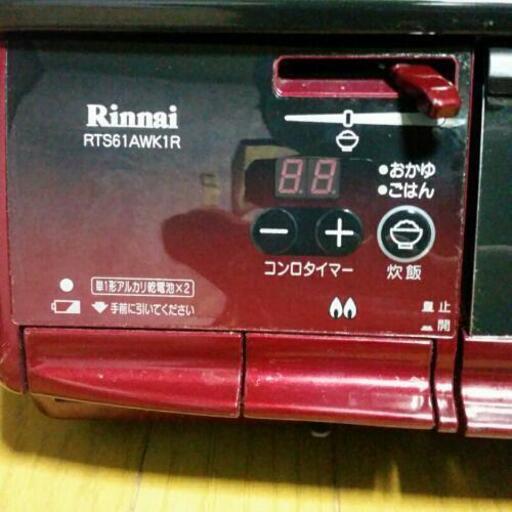 Rinnai
RTS61AWK1R
•おかゆ
•ごはん
− +
コンロタイマー
炊飯
単1形アルカリ乾電池×2
手前に引いてください
止
開